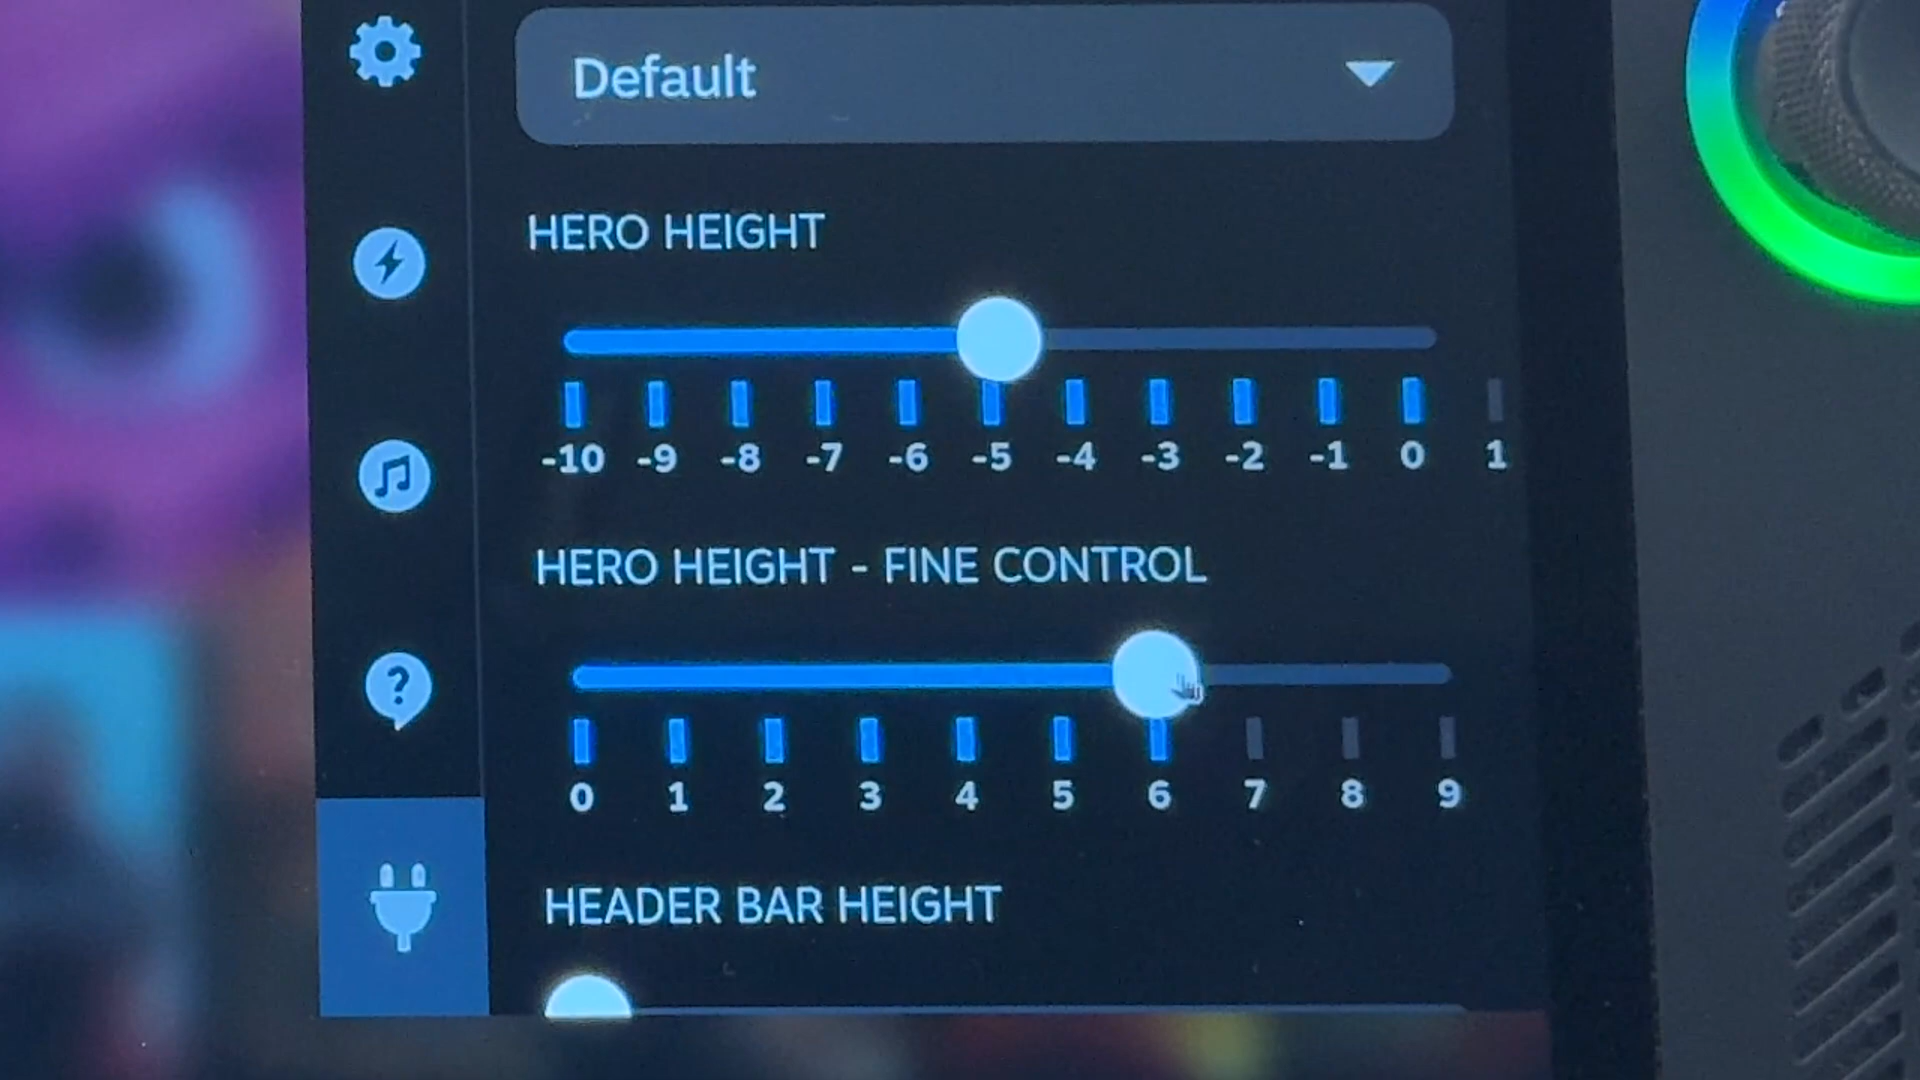 Default
HERO HEIGHT
-10 -9 -8 -7 -6 -5 -4 -3 -2 -1 0 1
HERO HEIGHT - FINE CONTROL
0 1 2 3 4 5 6 7 8 9
HEADER BAR HEIGHT